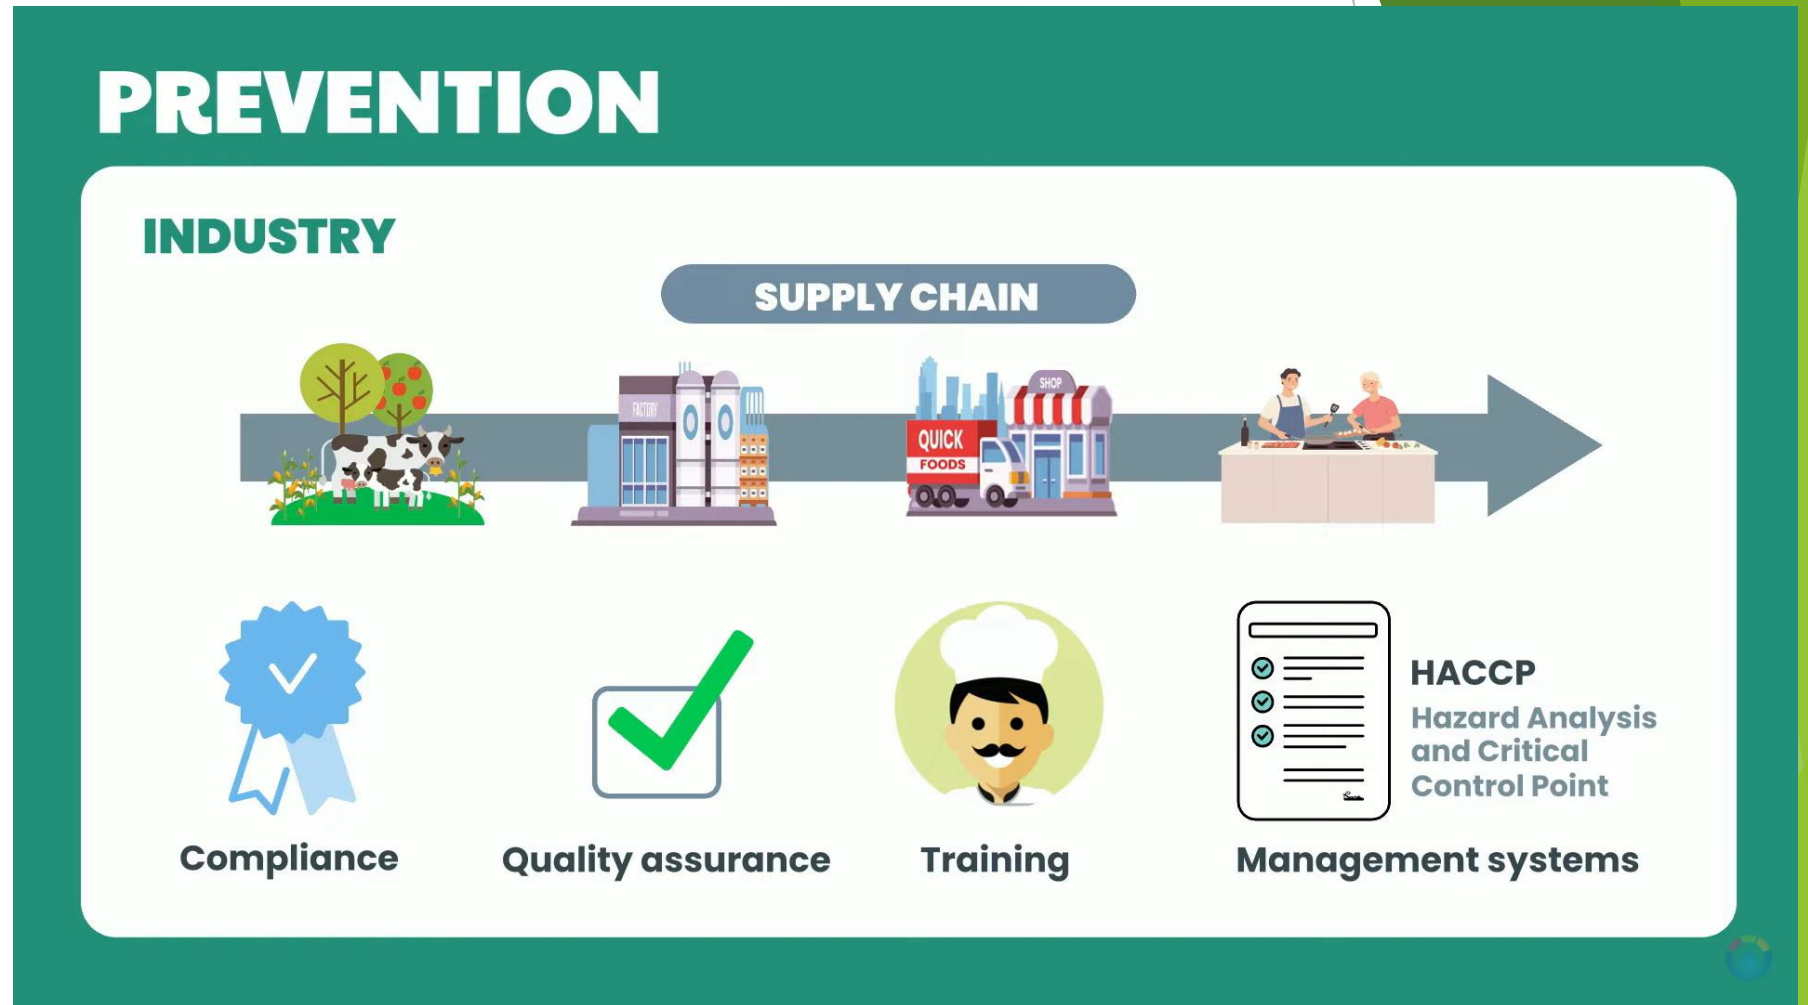 PREVENTION
INDUSTRY
SUPPLY CHAIN
FACTORY
QUICK
FOODS
SHOP
HACCP
Hazard Analysis
and Critical
Control Point
Compliance
Quality assurance
Training
Management systems